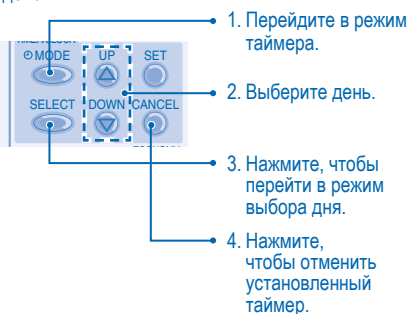 1. Перейдите в режим
таймера.
MODE UP SET
2. Выберите день.
SELECT DOWN CANCEL
3. Нажмите, чтобы
перейти в режим
выбора дня.
4. Нажмите,
чтобы отменить
установленный
таймер.